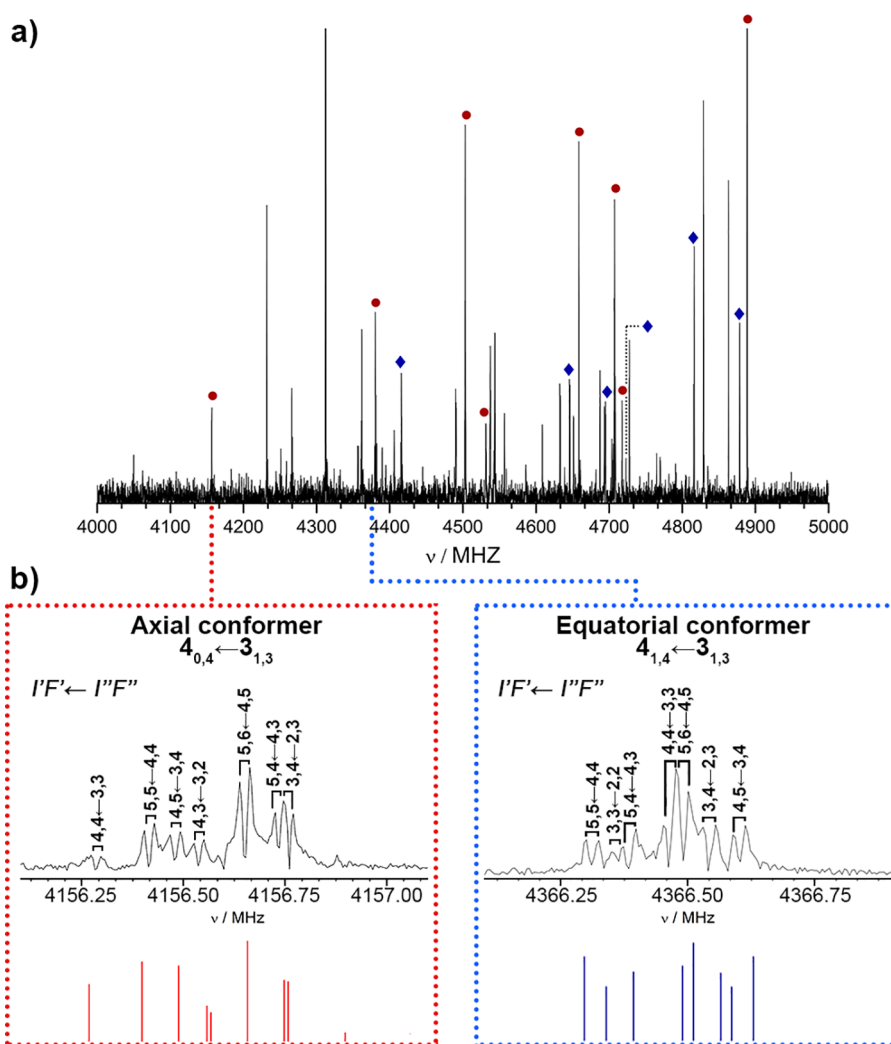 a)
4000 4100 4200 4300 4400 4500 4600 4700 4800 4900 5000
ν / MHZ
b)
Axial conformer
4₀,₄←3₁,₃
I'F'← I''F''
4,4←3,3
5,5←4,4
4,5←3,4
4,3←3,2
5,6←4,5
5,4←4,3
3,4←2,3
4156.25 4156.50 4156.75 4157.00
ν / MHz
Equatorial conformer
4₁,₄←3₁,₃
I'F'← I''F''
5,5←4,4
3,3←2,2
5,4←4,3
4,4←3,3
5,6←4,5
3,4←2,3
4,5←3,4
4366.25 4366.50 4366.75
ν / MHz